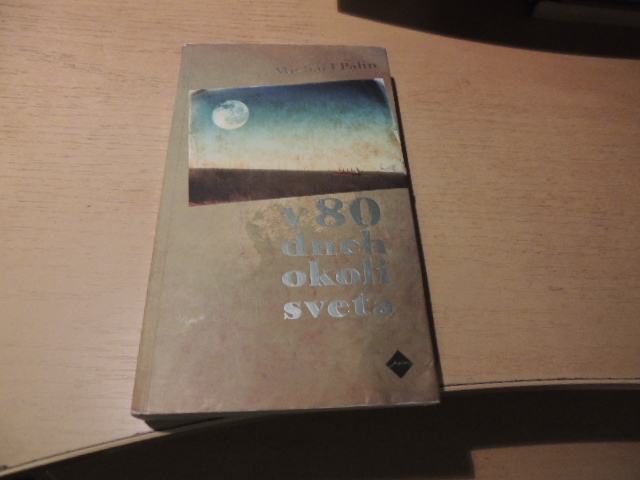 Michael Palin
v 80
dneh
okoli
sveta